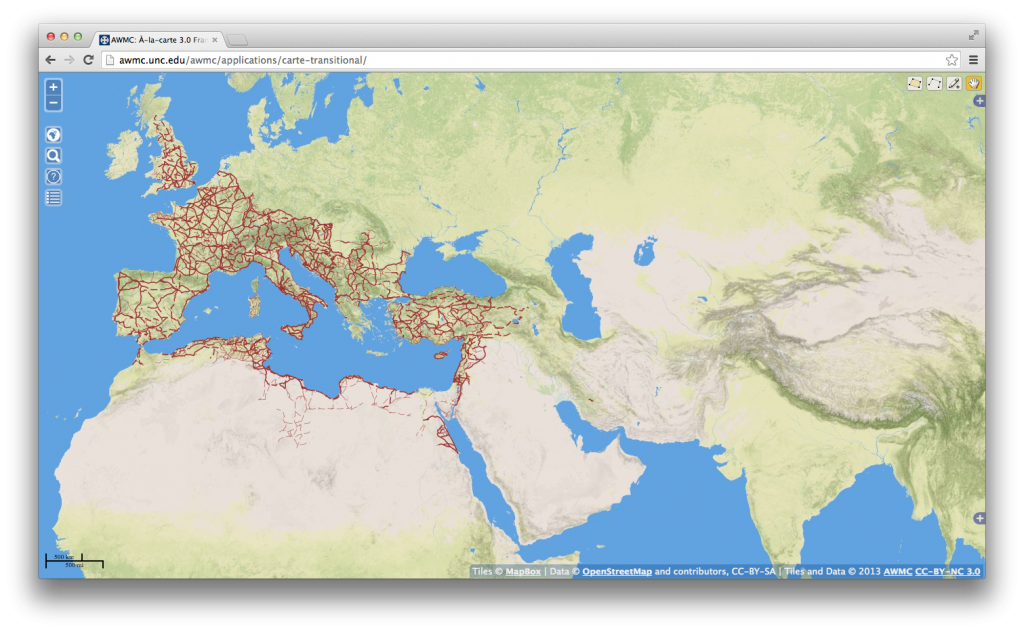 AWMC: À-la-carte 3.0 Fra
awmc.unc.edu/awmc/applications/carte-transitional/
500 km
500 mi
Tiles © MapBox | Data © OpenStreetMap and contributors, CC-BY-SA | Tiles and Data © 2013 AWMC CC-BY-NC 3.0